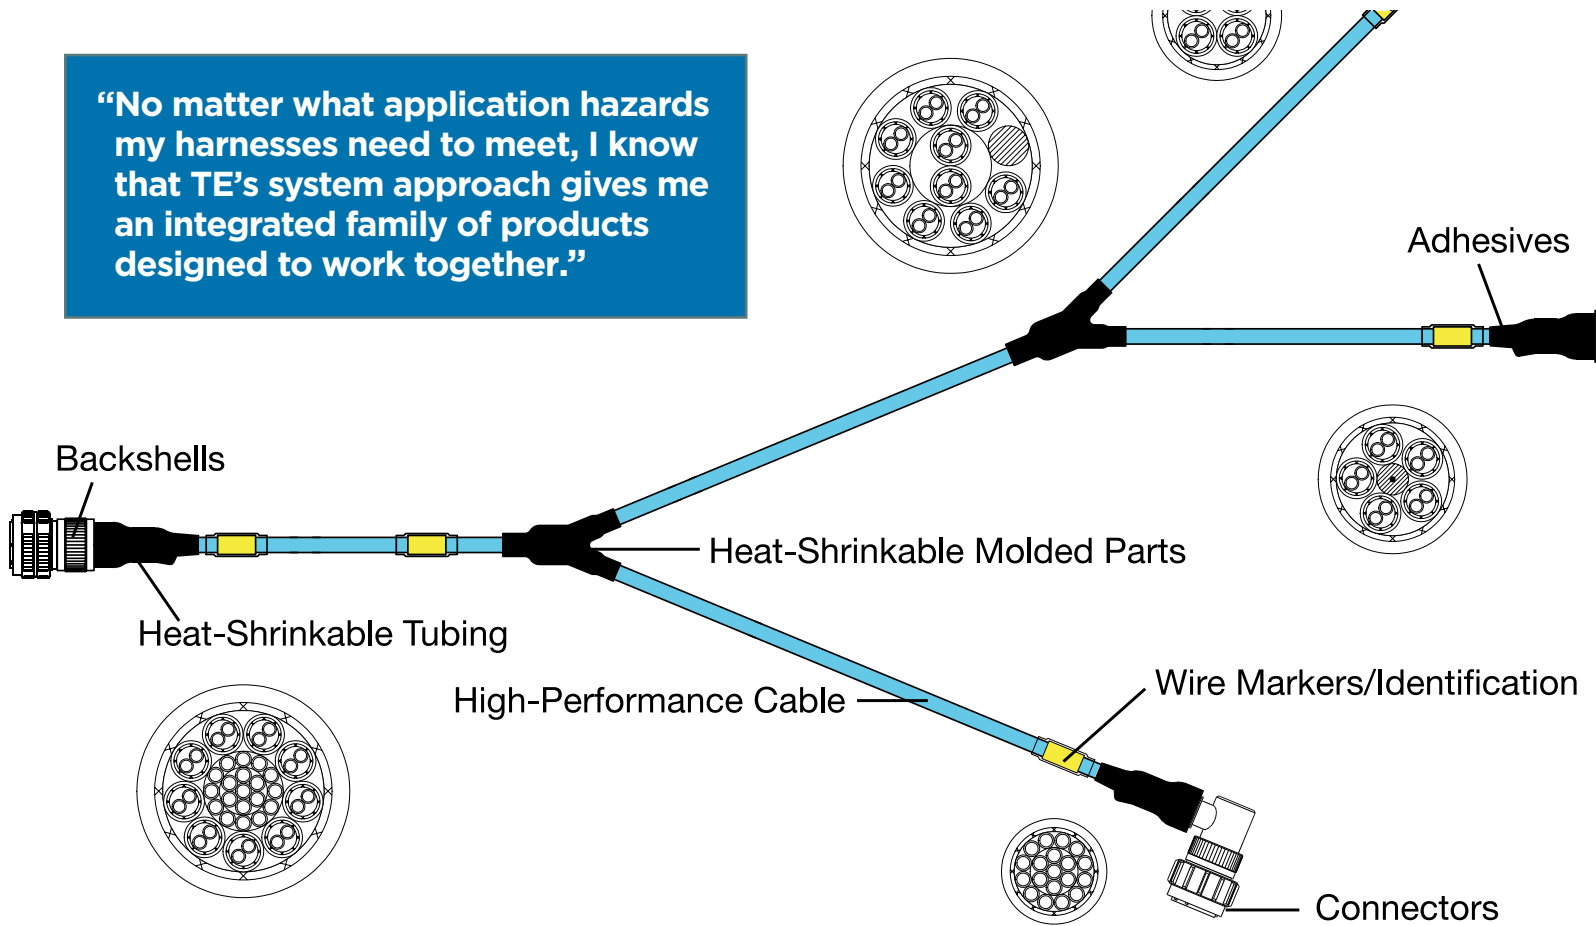 “No matter what application hazards
my harnesses need to meet, I know
that TE’s system approach gives me
an integrated family of products
designed to work together.”
Adhesives
Backshells
Heat-Shrinkable Molded Parts
Heat-Shrinkable Tubing
High-Performance Cable
Wire Markers/Identification
Connectors